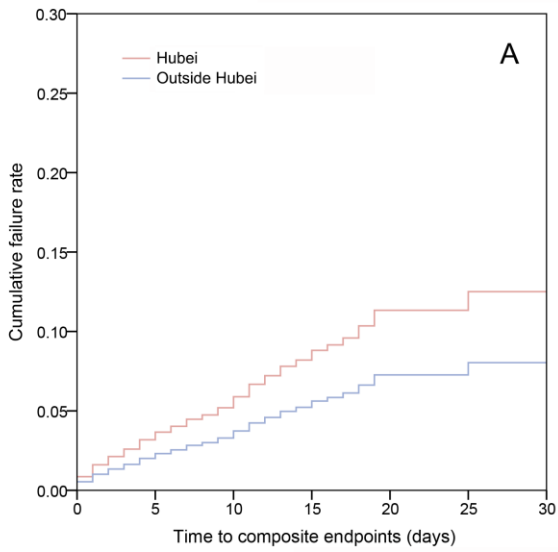 0.30
A
Hubei
Outside Hubei
0.25
0.20
0.15
0.10
0.05
0.00
Cumulative failure rate
0 5 10 15 20 25 30
Time to composite endpoints (days)